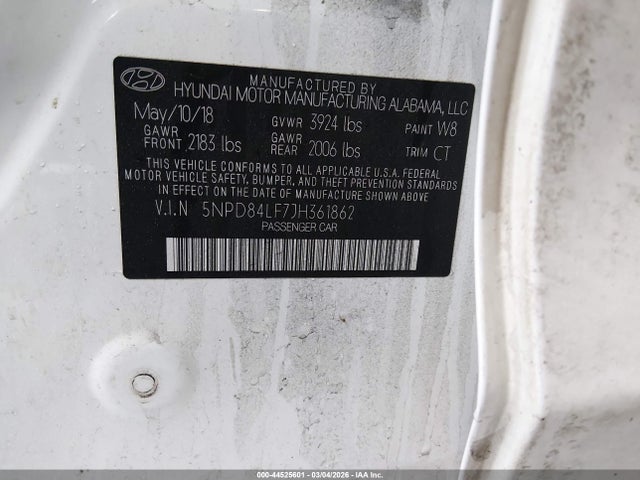 MANUFACTURED BY
HYUNDAI MOTOR MANUFACTURING ALABAMA, LLC
May/10/18 GVWR 3924 lbs PAINT W8
GAWR FRONT 2183 lbs GAWR REAR 2006 lbs TRIM CT
THIS VEHICLE CONFORMS TO ALL APPLICABLE U.S.A. FEDERAL
MOTOR VEHICLE SAFETY, BUMPER, AND THEFT PREVENTION STANDARDS
IN EFFECT ON THE DATE OF MANUFACTURE SHOWN ABOVE.
V.I.N 5NPD84LF7JH361862
PASSENGER CAR
000-44525601 - 03/04/2026 - IAA Inc.